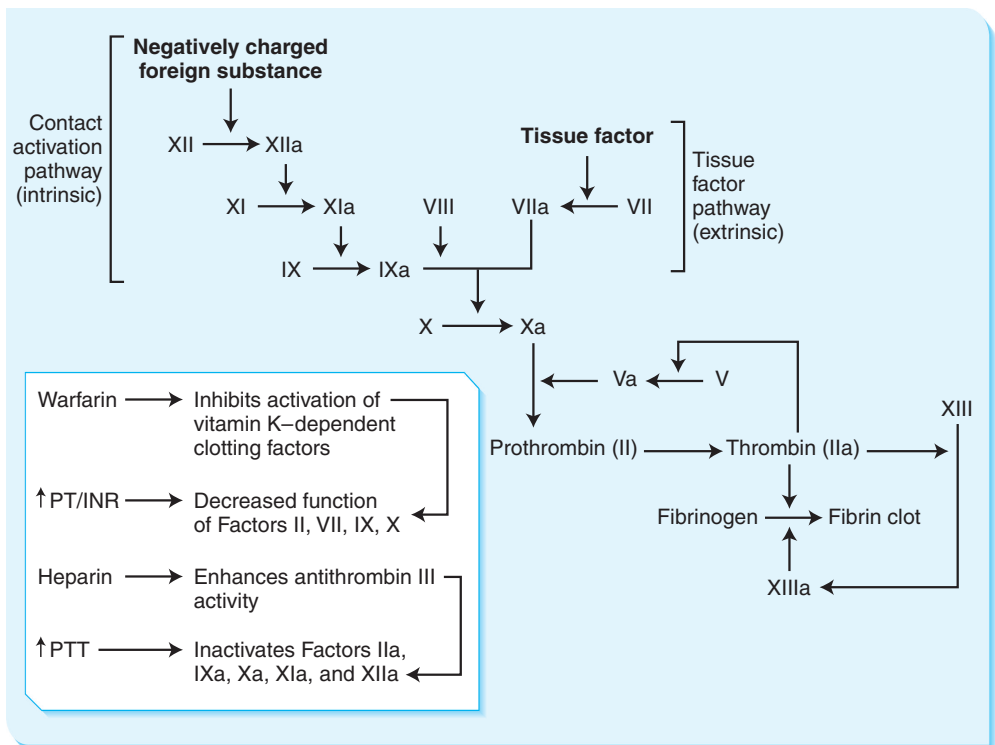 Negatively charged
foreign substance
Contact
activation
pathway
(intrinsic)
XII
XIIa
Tissue factor
Tissue
factor
pathway
(extrinsic)
XI
XIa
VIII
VIIa
VII
IX
IXa
X
Xa
Va
V
XIII
Prothrombin (II)
Thrombin (IIa)
Fibrinogen
Fibrin clot
XIIIa
Warfarin
Inhibits activation of
vitamin K–dependent
clotting factors
↑PT/INR
Decreased function
of Factors II, VII, IX, X
Heparin
Enhances antithrombin III
activity
↑PTT
Inactivates Factors IIa,
IXa, Xa, XIa, and XIIa